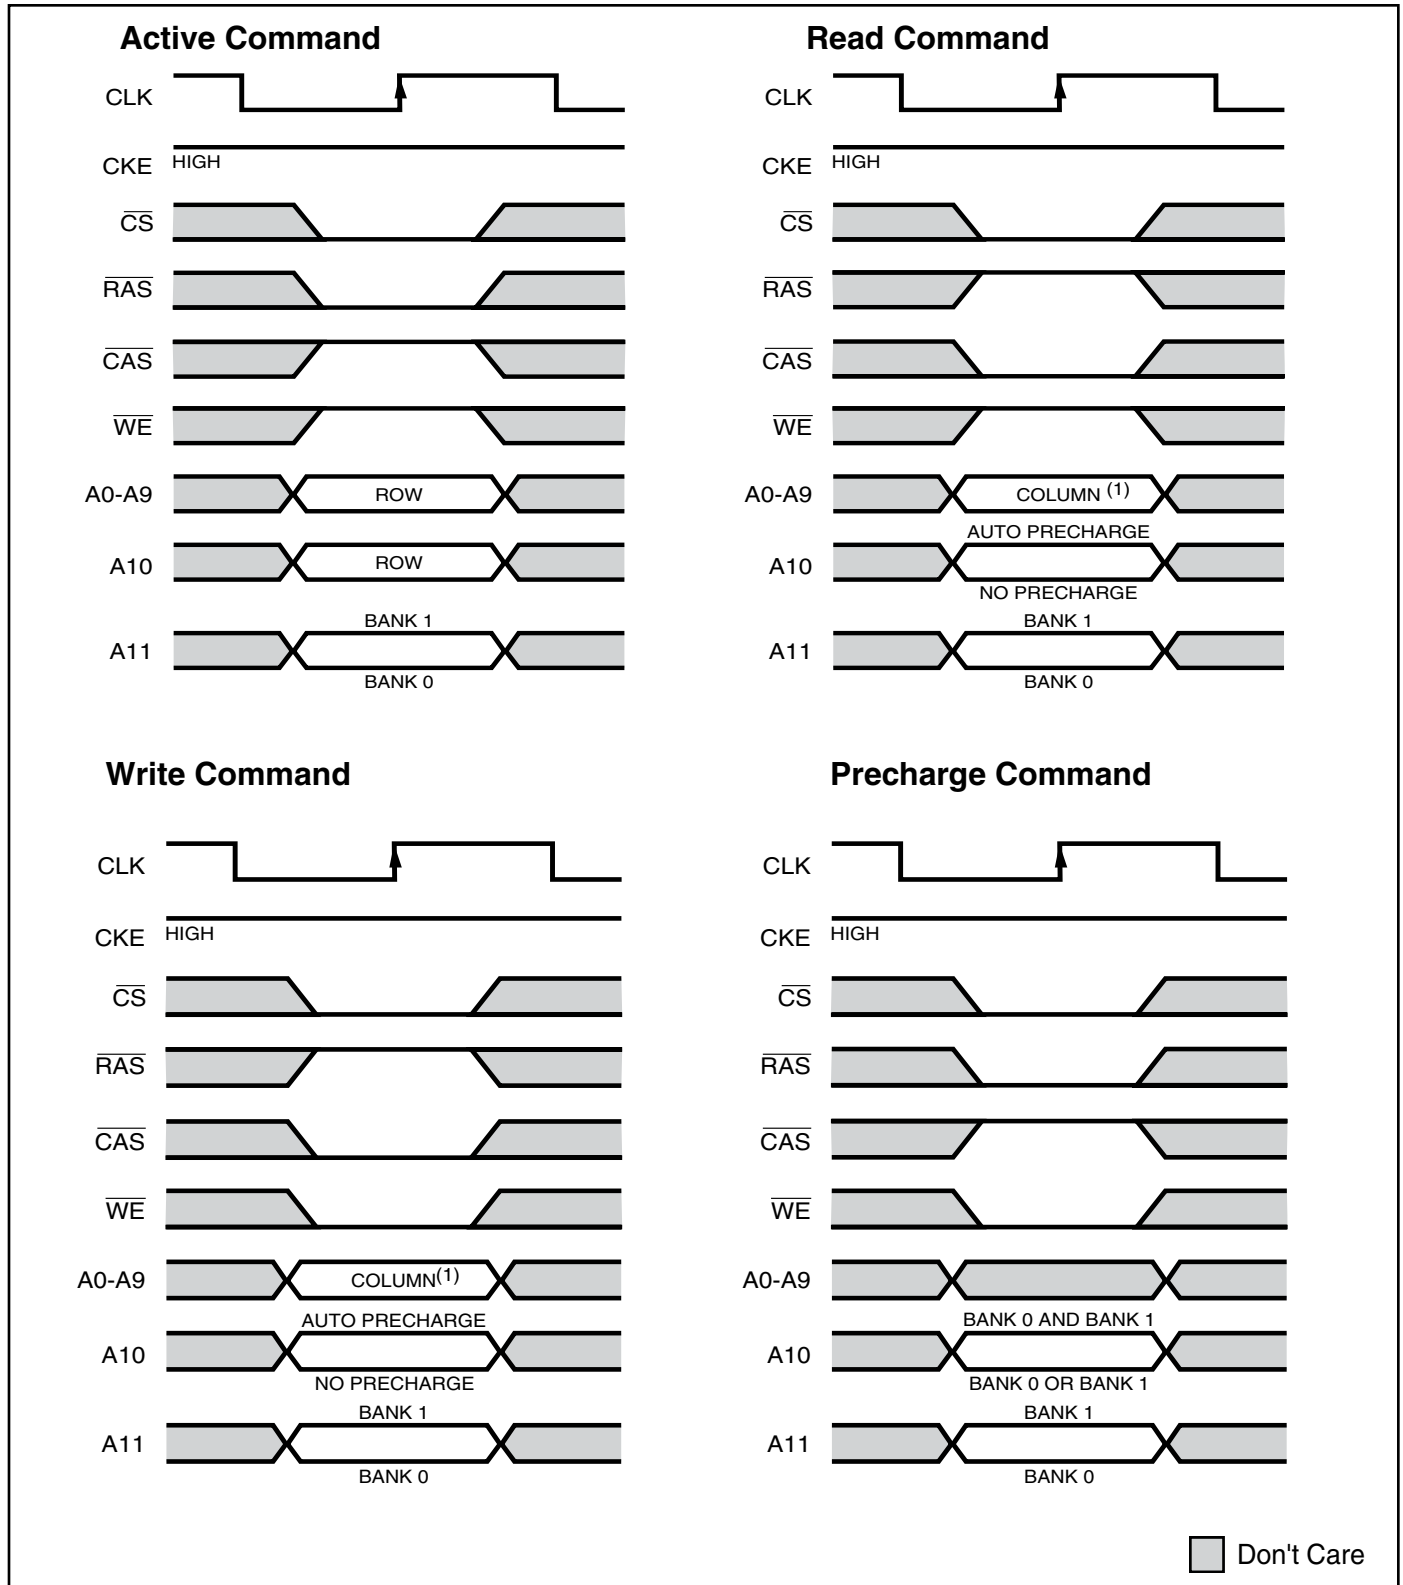 Active Command
CLK
CKE HIGH
CS
RAS
CAS
WE
A0-A9 ROW
A10 ROW
BANK 1
A11
BANK 0
Read Command
CLK
CKE HIGH
CS
RAS
CAS
WE
A0-A9 COLUMN (1)
AUTO PRECHARGE
A10
NO PRECHARGE
BANK 1
A11
BANK 0
Write Command
CLK
CKE HIGH
CS
RAS
CAS
WE
A0-A9 COLUMN(1)
AUTO PRECHARGE
A10
NO PRECHARGE
BANK 1
A11
BANK 0
Precharge Command
CLK
CKE HIGH
CS
RAS
CAS
WE
A0-A9
BANK 0 AND BANK 1
A10
BANK 0 OR BANK 1
BANK 1
A11
BANK 0
Don't Care